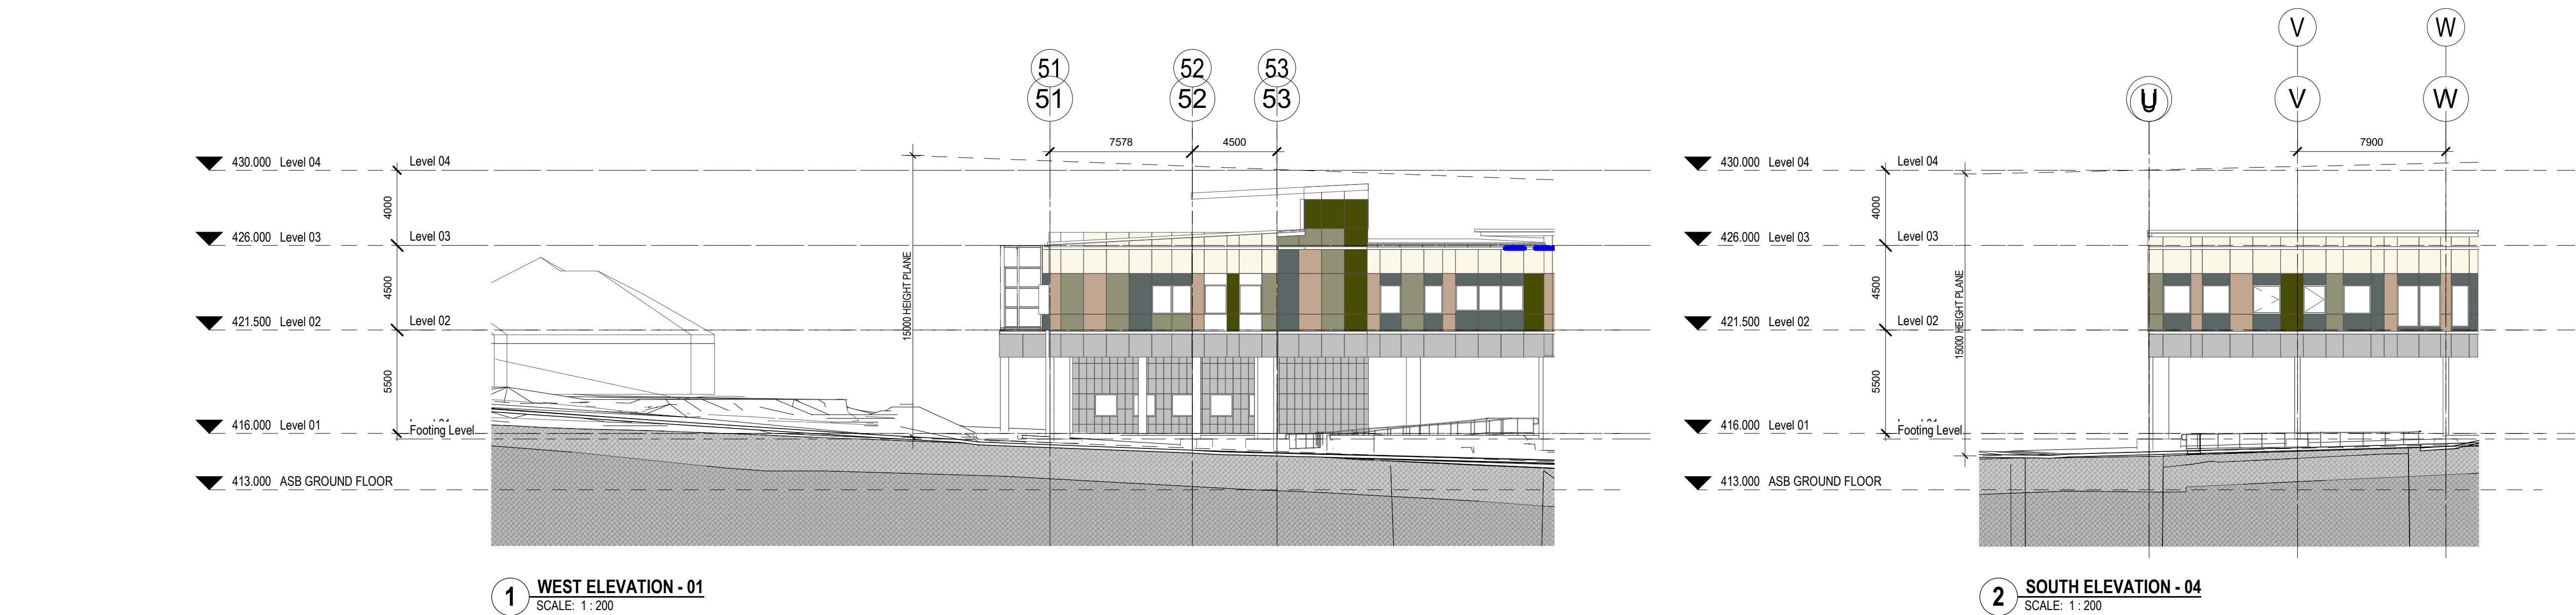 51
52
53
51
52
53
7578
4500
430.000 Level 04
Level 04
4000
426.000 Level 03
Level 03
4500
15000 HEIGHT PLANE
421.500 Level 02
Level 02
5500
416.000 Level 01
Footing Level
413.000 ASB GROUND FLOOR
1 WEST ELEVATION - 01
SCALE: 1 : 200
V
W
U
V
W
7900
430.000 Level 04
Level 04
4000
426.000 Level 03
Level 03
4500
15000 HEIGHT PLANE
421.500 Level 02
Level 02
5500
416.000 Level 01
Footing Level
413.000 ASB GROUND FLOOR
2 SOUTH ELEVATION - 04
SCALE: 1 : 200